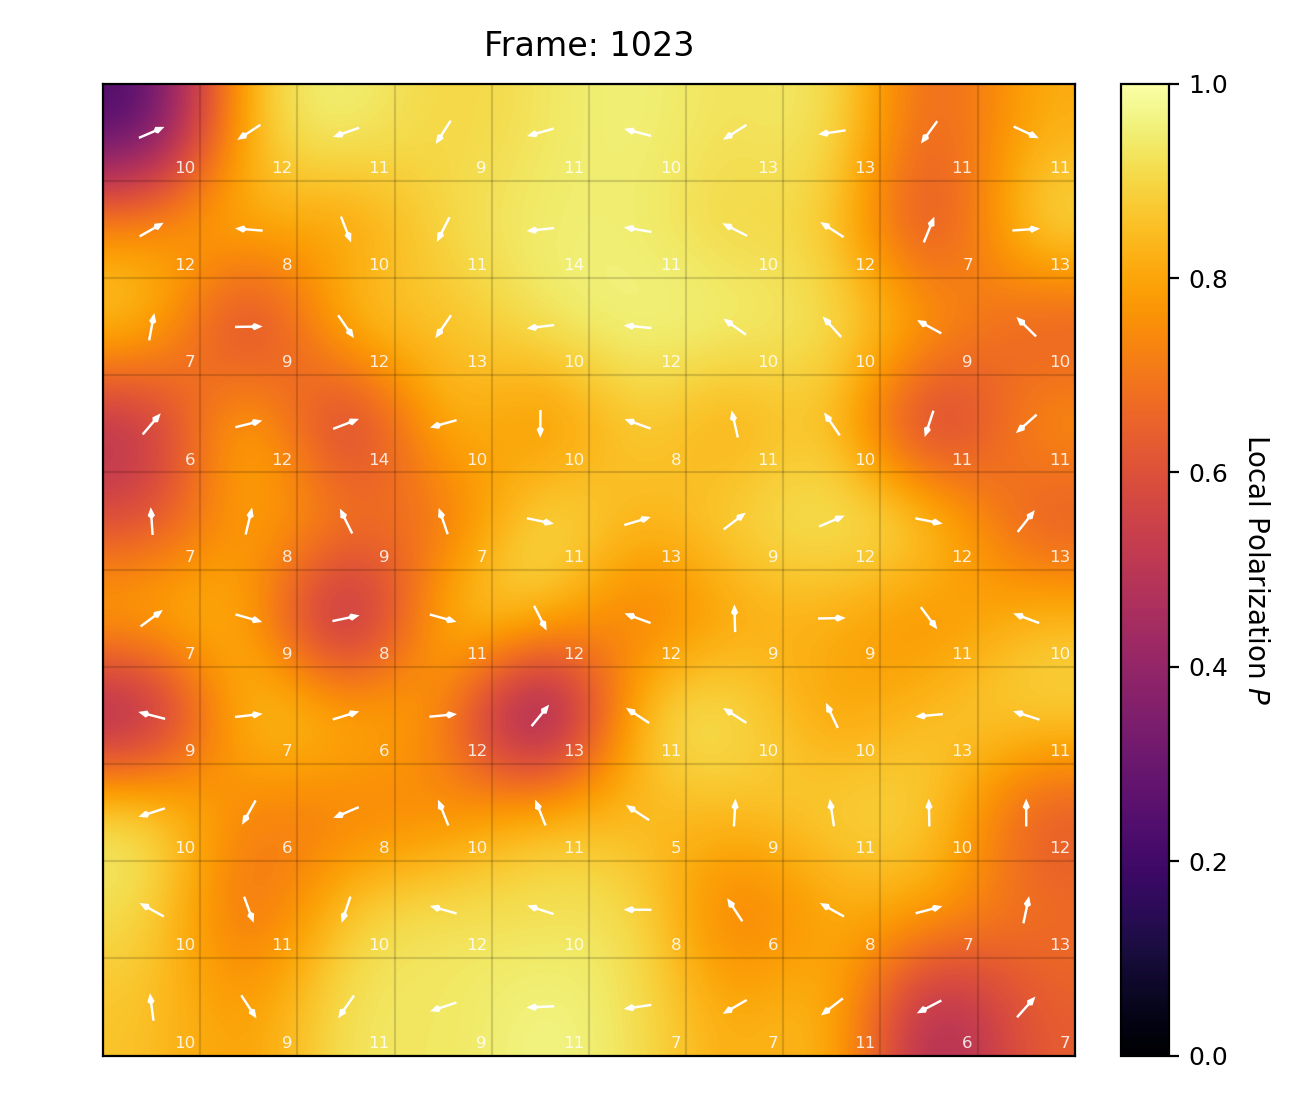 Frame: 1023
10 12 11 9 11 10 13 13 11 11
12 8 10 11 14 11 10 12 7 13
7 9 12 13 10 12 10 10 9 10
6 12 14 10 10 8 11 10 11 11
7 8 9 7 11 13 9 12 12 13
7 9 8 11 12 12 9 9 11 10
9 7 6 12 13 11 10 10 13 11
10 6 8 10 11 5 9 11 10 12
10 11 10 12 10 8 6 8 7 13
10 9 11 9 11 7 7 11 6 7
1.0
0.8
0.6
0.4
0.2
0.0
Local Polarization P